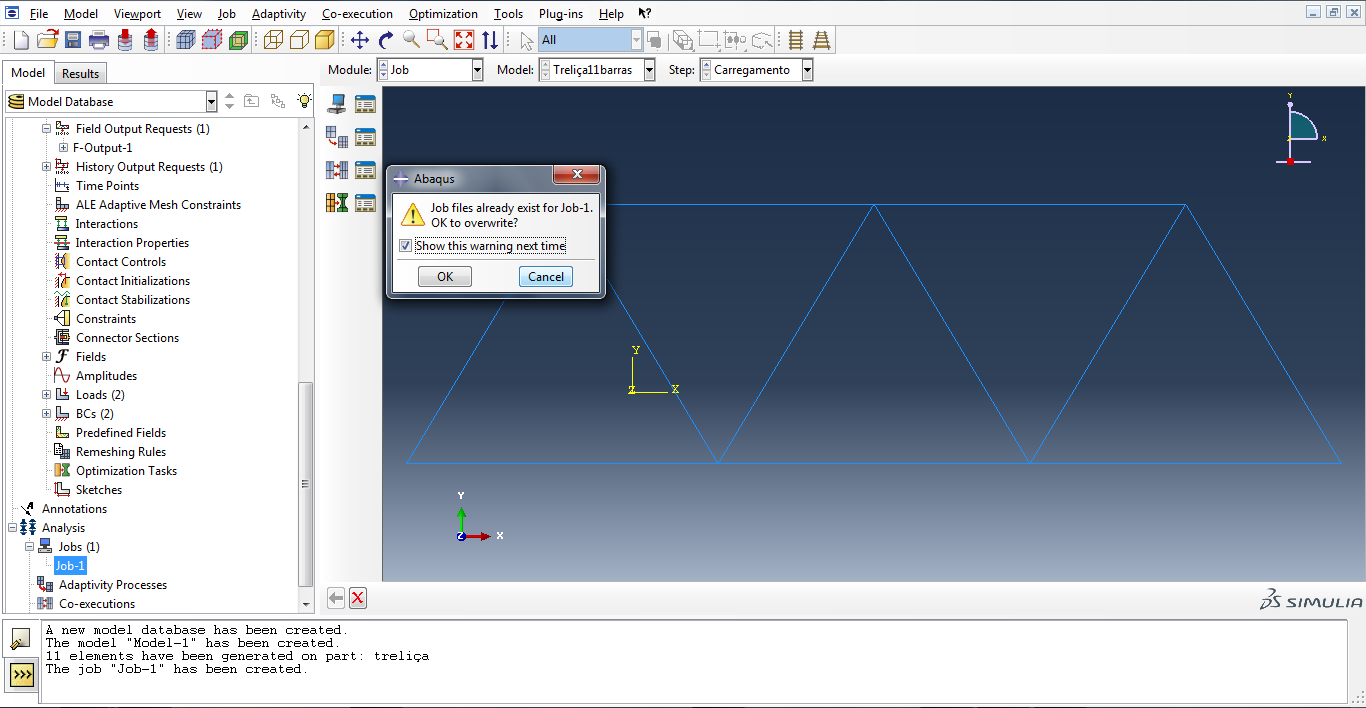 File Model Viewport View Job Adaptivity Co-execution Optimization Tools Plug-ins Help ?
All
Model Results
Module: Job Model: Treliça11barras Step: Carregamento
Model Database
Field Output Requests (1)
F-Output-1
History Output Requests (1)
Time Points
ALE Adaptive Mesh Constraints
Interactions
Interaction Properties
Contact Controls
Contact Initializations
Contact Stabilizations
Constraints
Connector Sections
Fields
Amplitudes
Loads (2)
BCs (2)
Predefined Fields
Remeshing Rules
Optimization Tasks
Sketches
Annotations
Analysis
Jobs (1)
Job-1
Adaptivity Processes
Co-executions
Abaqus
Job files already exist for Job-1.
OK to overwrite?
Show this warning next time
OK Cancel
Y
X
Z
Y
Z X
Y
Z X
SIMULIA
A new model database has been created.
The model "Model-1" has been created.
11 elements have been generated on part: treliça
The job "Job-1" has been created.
>>>